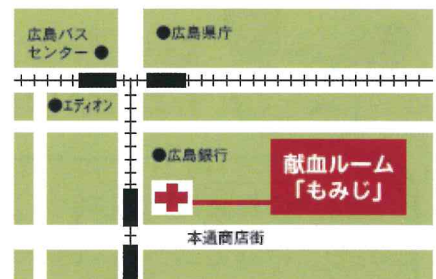 広島バス
センター ●
●広島県庁
●エディオン
●広島銀行
献血ルーム
「もみじ」
本通商店街